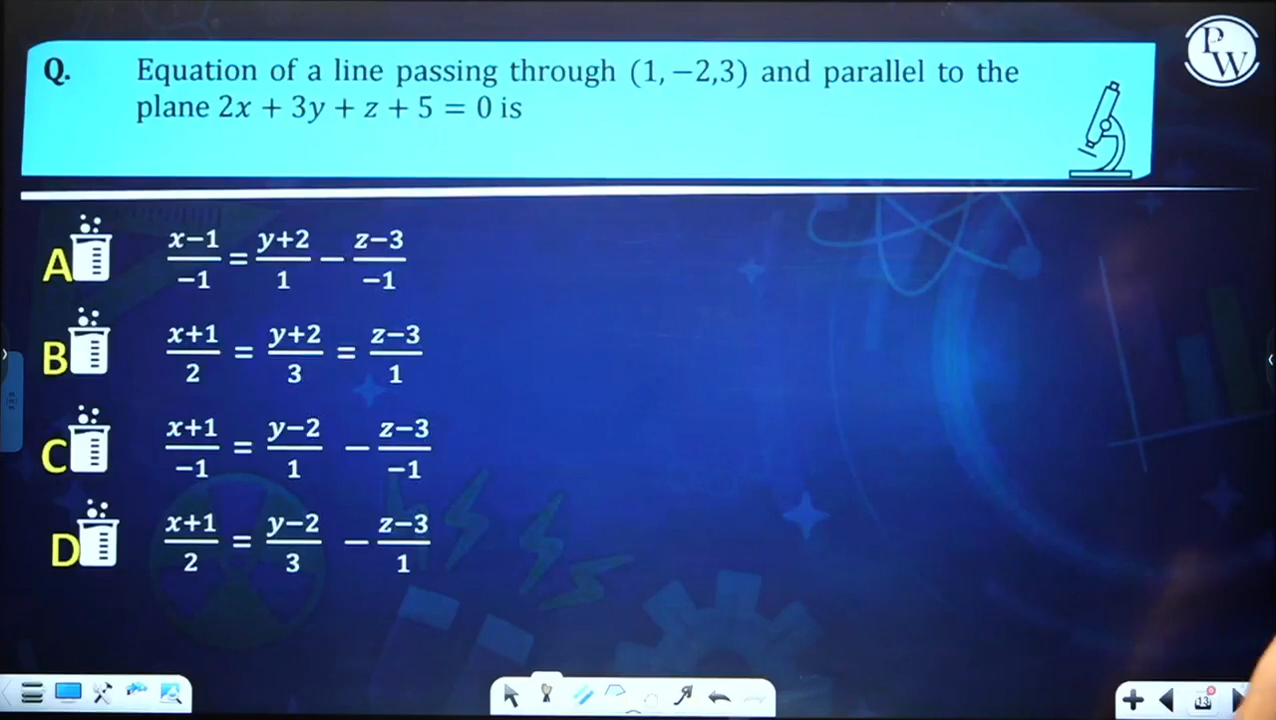 PW
Q. Equation of a line passing through (1, −2,3) and parallel to the
plane 2x + 3y + z + 5 = 0 is
A x−1/−1 = y+2/1 − z−3/−1
B x+1/2 = y+2/3 = z−3/1
C x+1/−1 = y−2/1 − z−3/−1
D x+1/2 = y−2/3 − z−3/1
13